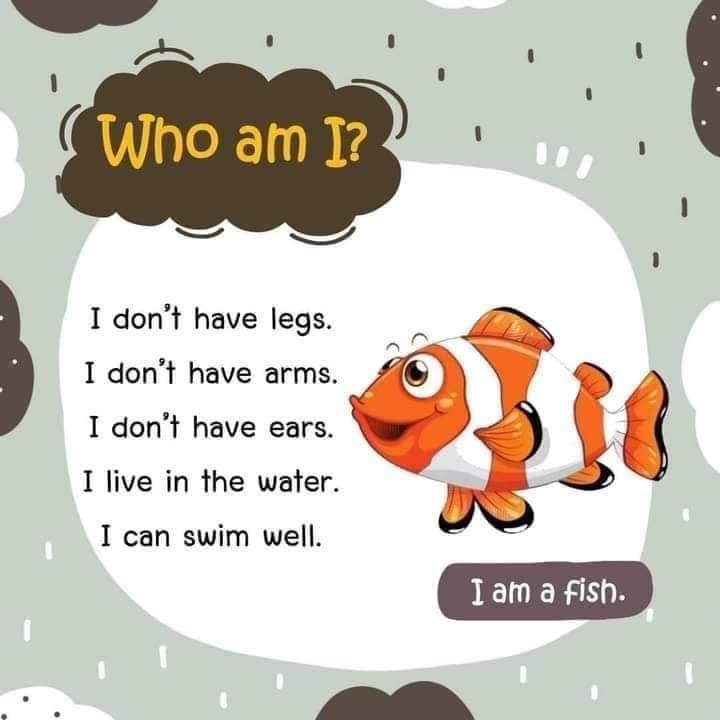 Who am I?
I don't have legs.
I don't have arms.
I don't have ears.
I live in the water.
I can swim well.
I am a fish.